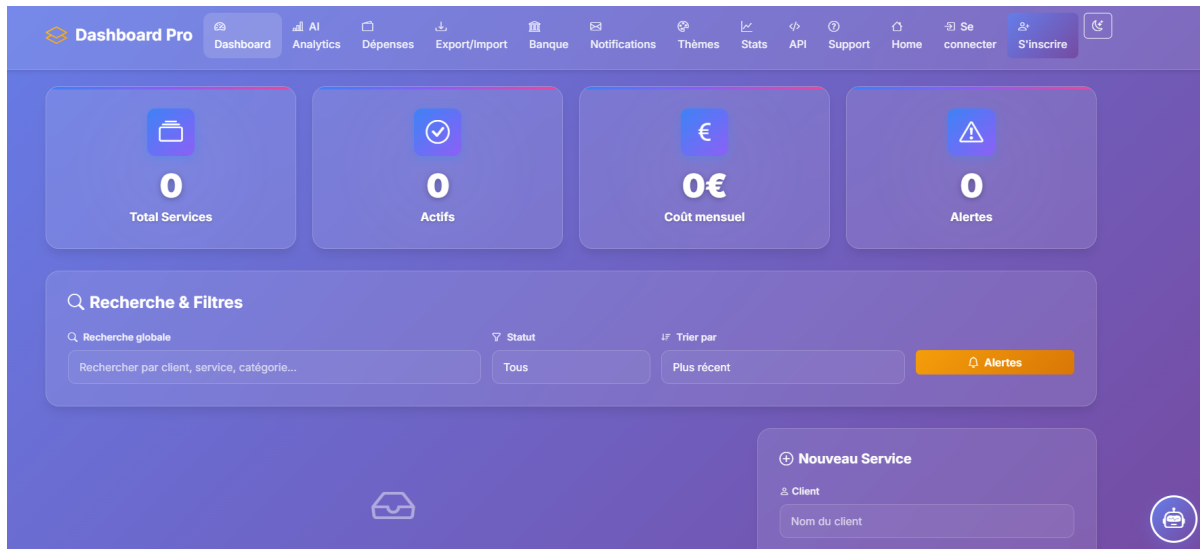 Dashboard Pro
Dashboard
AI Analytics
Dépenses
Export/Import
Banque
Notifications
Thèmes
Stats
API
Support
Home
Se connecter
S'inscrire
0
Total Services
0
Actifs
€
0€
Coût mensuel
0
Alertes
Recherche & Filtres
Recherche globale
Statut
Trier par
Rechercher par client, service, catégorie...
Tous
Plus récent
Alertes
Nouveau Service
Client
Nom du client